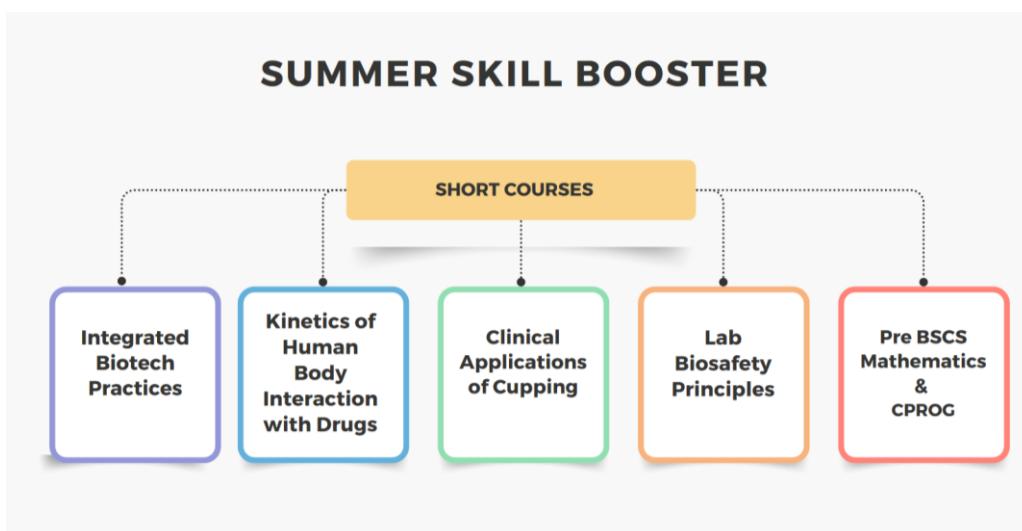 SUMMER SKILL BOOSTER
SHORT COURSES
Integrated
Biotech
Practices
Kinetics of
Human
Body
Interaction
with Drugs
Clinical
Applications
of Cupping
Lab
Biosafety
Principles
Pre BSCS
Mathematics
&
CPROG